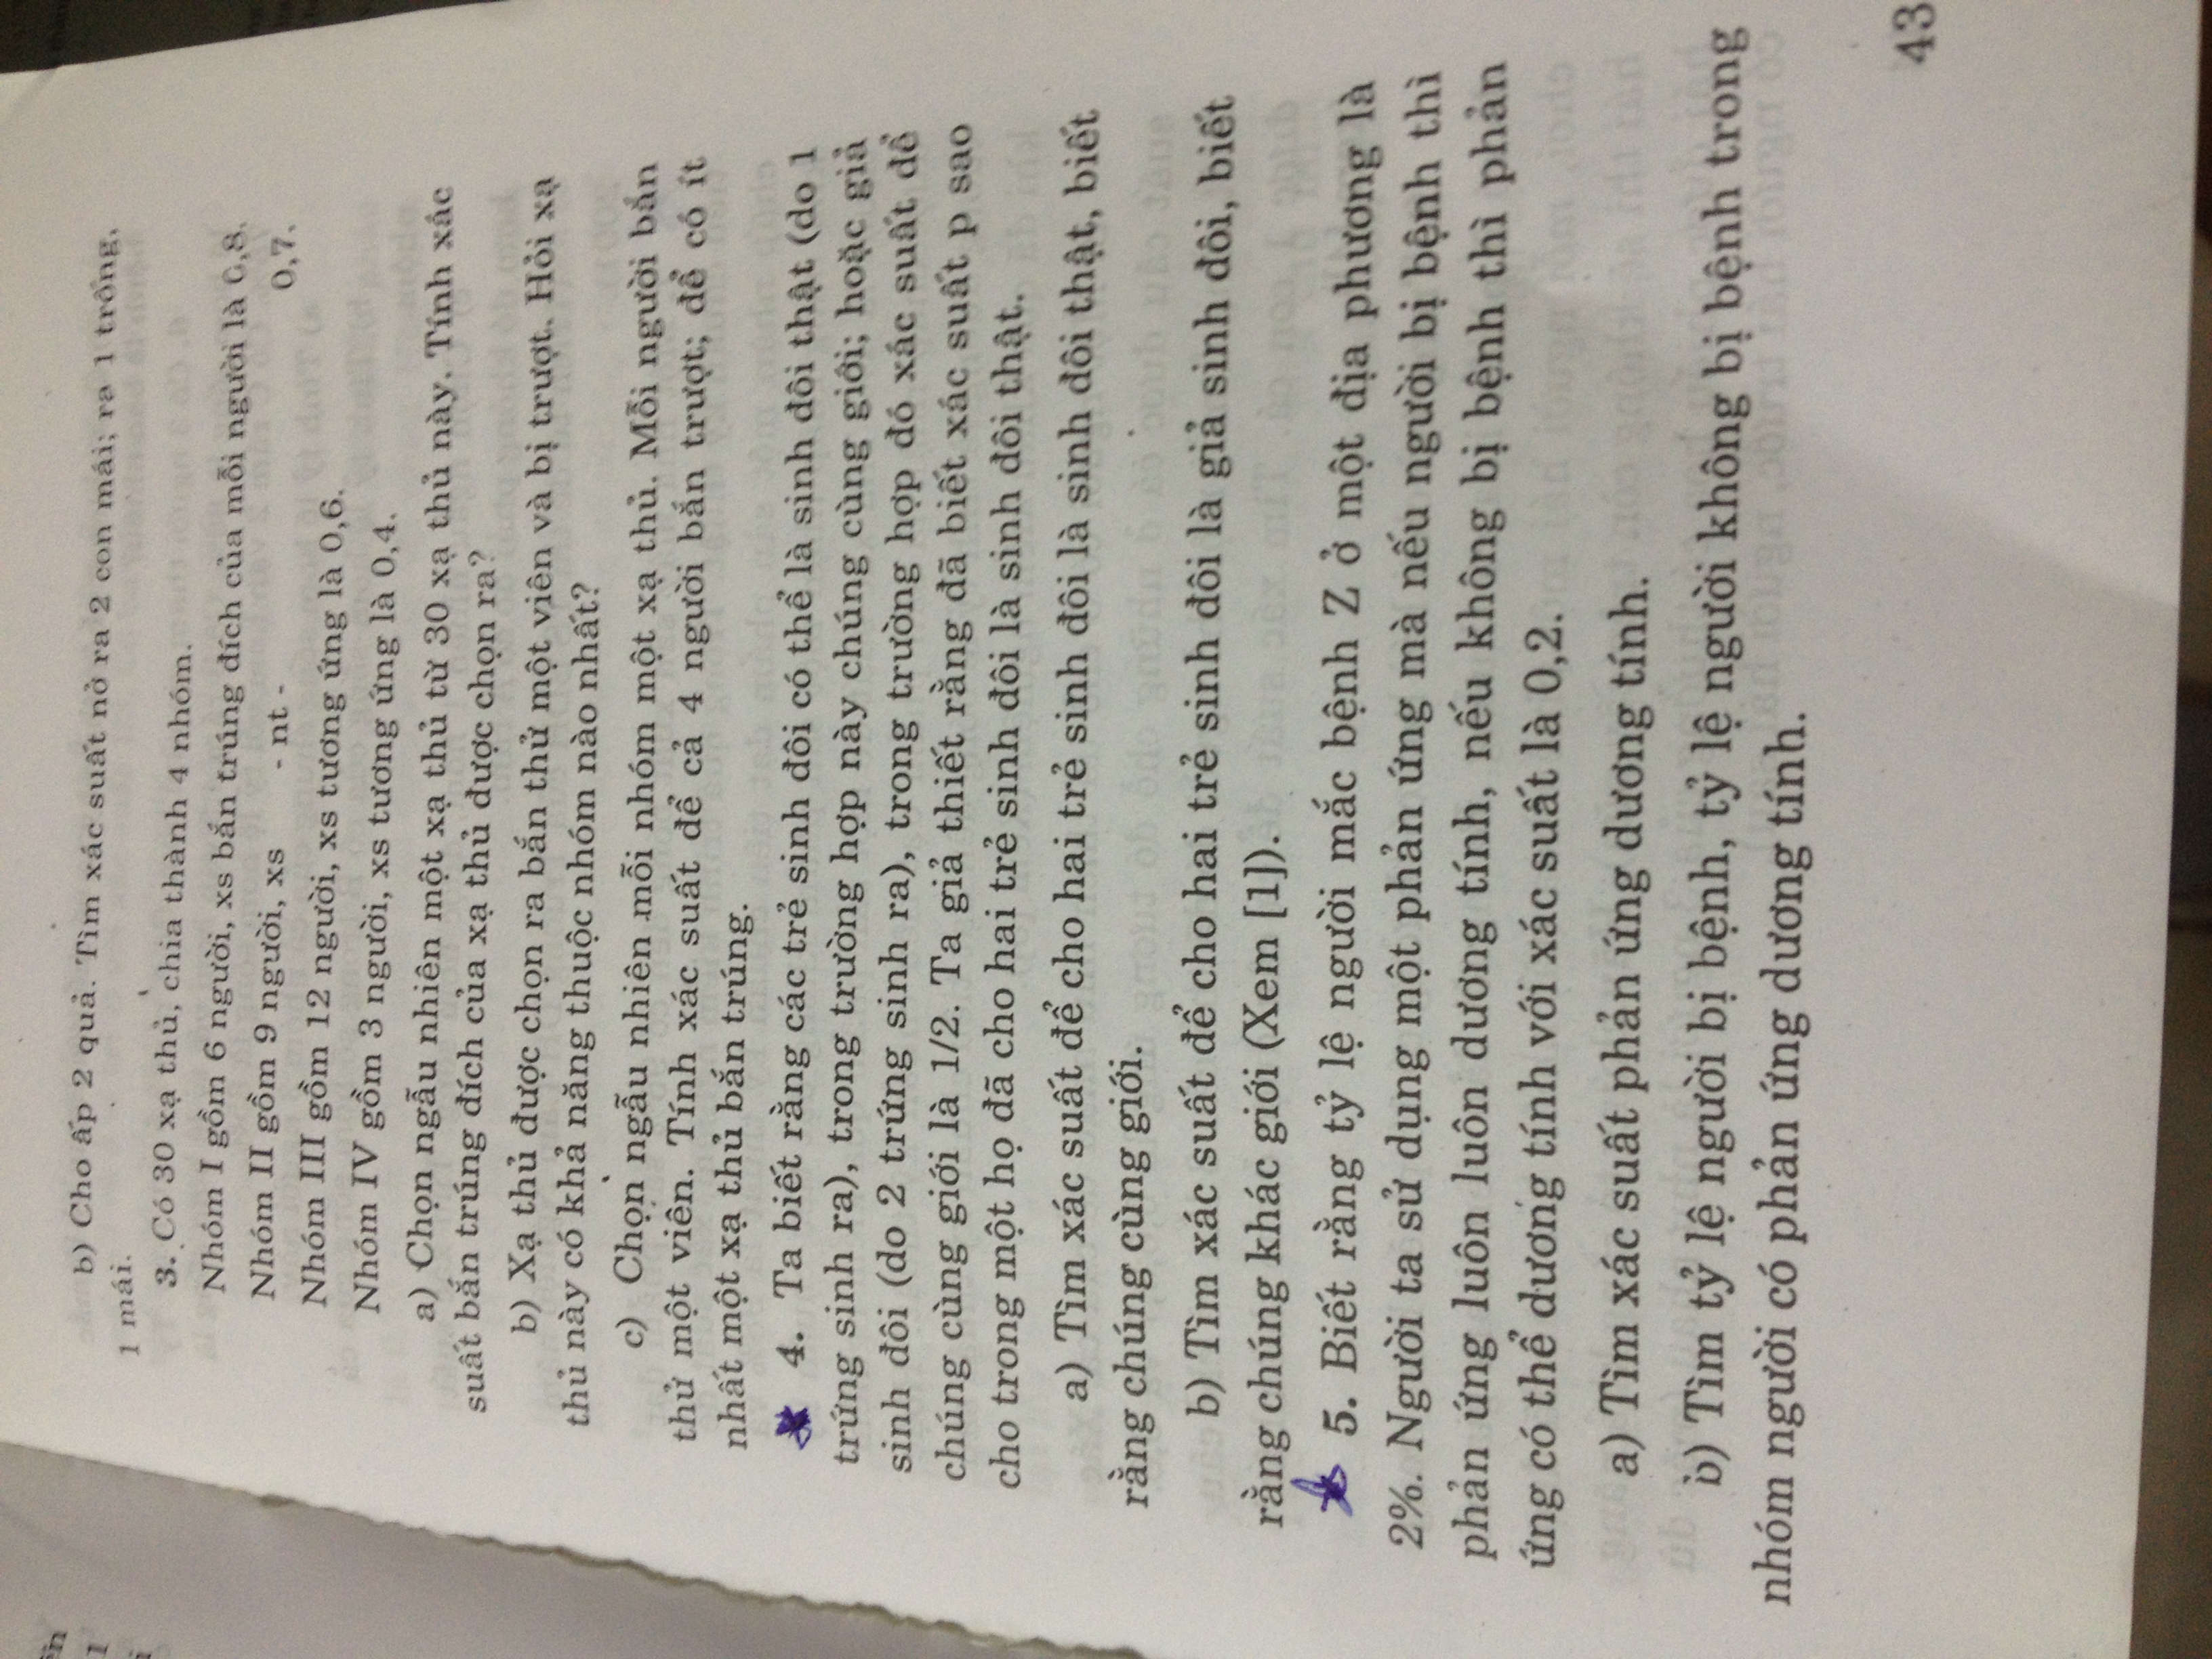 ên
1
i
b) Cho ấp 2 quả. Tìm xác suất nở ra 2 con mái; ra 1 trống,
1 mái.
3. Có 30 xạ thủ, chia thành 4 nhóm.
Nhóm I gồm 6 người, xs bắn trúng đích của mỗi người là 0,8.
Nhóm II gồm 9 người, xs - nt - 0,7.
Nhóm III gồm 12 người, xs tương ứng là 0,6.
Nhóm IV gồm 3 người, xs tương ứng là 0,4.
a) Chọn ngẫu nhiên một xạ thủ từ 30 xạ thủ này. Tính xác
suất bắn trúng đích của xạ thủ được chọn ra?
b) Xạ thủ được chọn ra bắn thử một viên và bị trượt. Hỏi xạ
thủ này có khả năng thuộc nhóm nào nhất?
c) Chọn ngẫu nhiên mỗi nhóm một xạ thủ. Mỗi người bắn
thử một viên. Tính xác suất để cả 4 người bắn trượt; để có ít
nhất một xạ thủ bắn trúng.
4. Ta biết rằng các trẻ sinh đôi có thể là sinh đôi thật (do 1
trứng sinh ra), trong trường hợp này chúng cùng giới; hoặc giả
sinh đôi (do 2 trứng sinh ra), trong trường hợp đó xác suất để
chúng cùng giới là 1/2. Ta giả thiết rằng đã biết xác suất p sao
cho trong một họ đã cho hai trẻ sinh đôi là sinh đôi thật.
a) Tìm xác suất để cho hai trẻ sinh đôi là sinh đôi thật, biết
rằng chúng cùng giới.
b) Tìm xác suất để cho hai trẻ sinh đôi là giả sinh đôi, biết
rằng chúng khác giới (Xem [1]).
5. Biết rằng tỷ lệ người mắc bệnh Z ở một địa phương là
2%. Người ta sử dụng một phản ứng mà nếu người bị bệnh thì
phản ứng luôn luôn dương tính, nếu không bị bệnh thì phản
ứng có thể dương tính với xác suất là 0,2.
a) Tìm xác suất phản ứng dương tính.
b) Tìm tỷ lệ người bị bệnh, tỷ lệ người không bị bệnh trong
nhóm người có phản ứng dương tính.
43